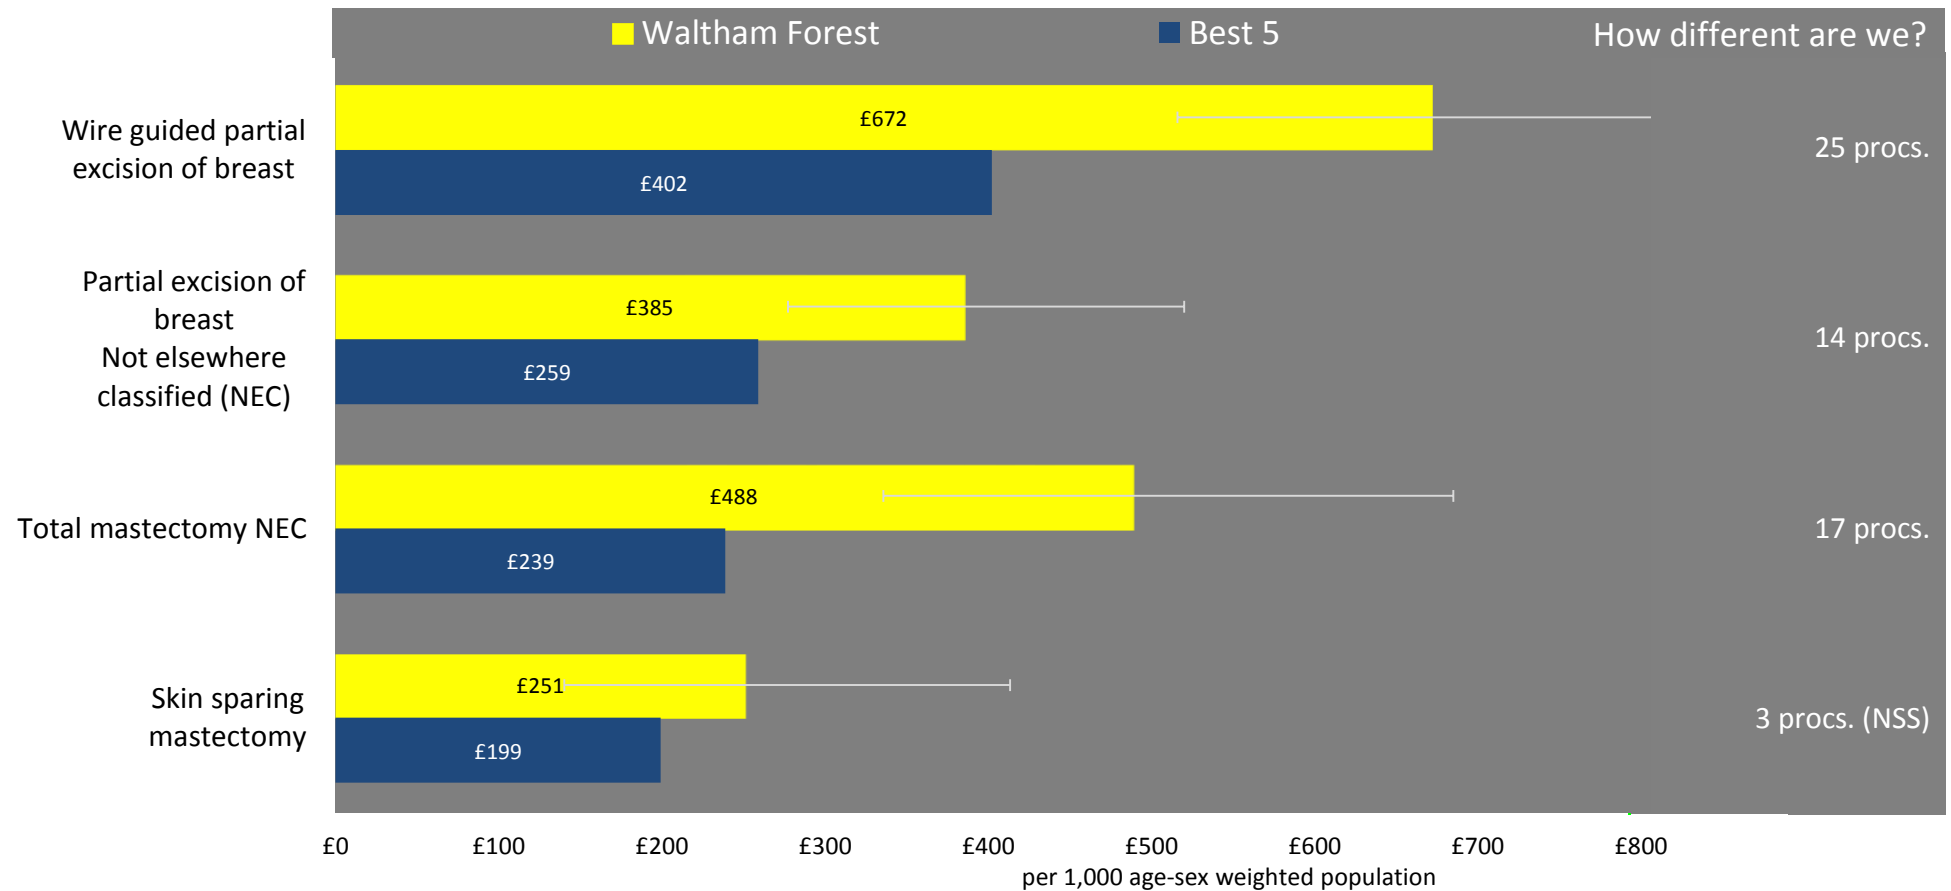 Waltham Forest
Best 5
How different are we?
Wire guided partial
excision of breast
£672
£402
25 procs.
Partial excision of
breast
Not elsewhere
classified (NEC)
£385
£259
14 procs.
Total mastectomy NEC
£488
£239
17 procs.
Skin sparing
mastectomy
£251
£199
3 procs. (NSS)
£0 £100 £200 £300 £400 £500 £600 £700 £800
per 1,000 age-sex weighted population